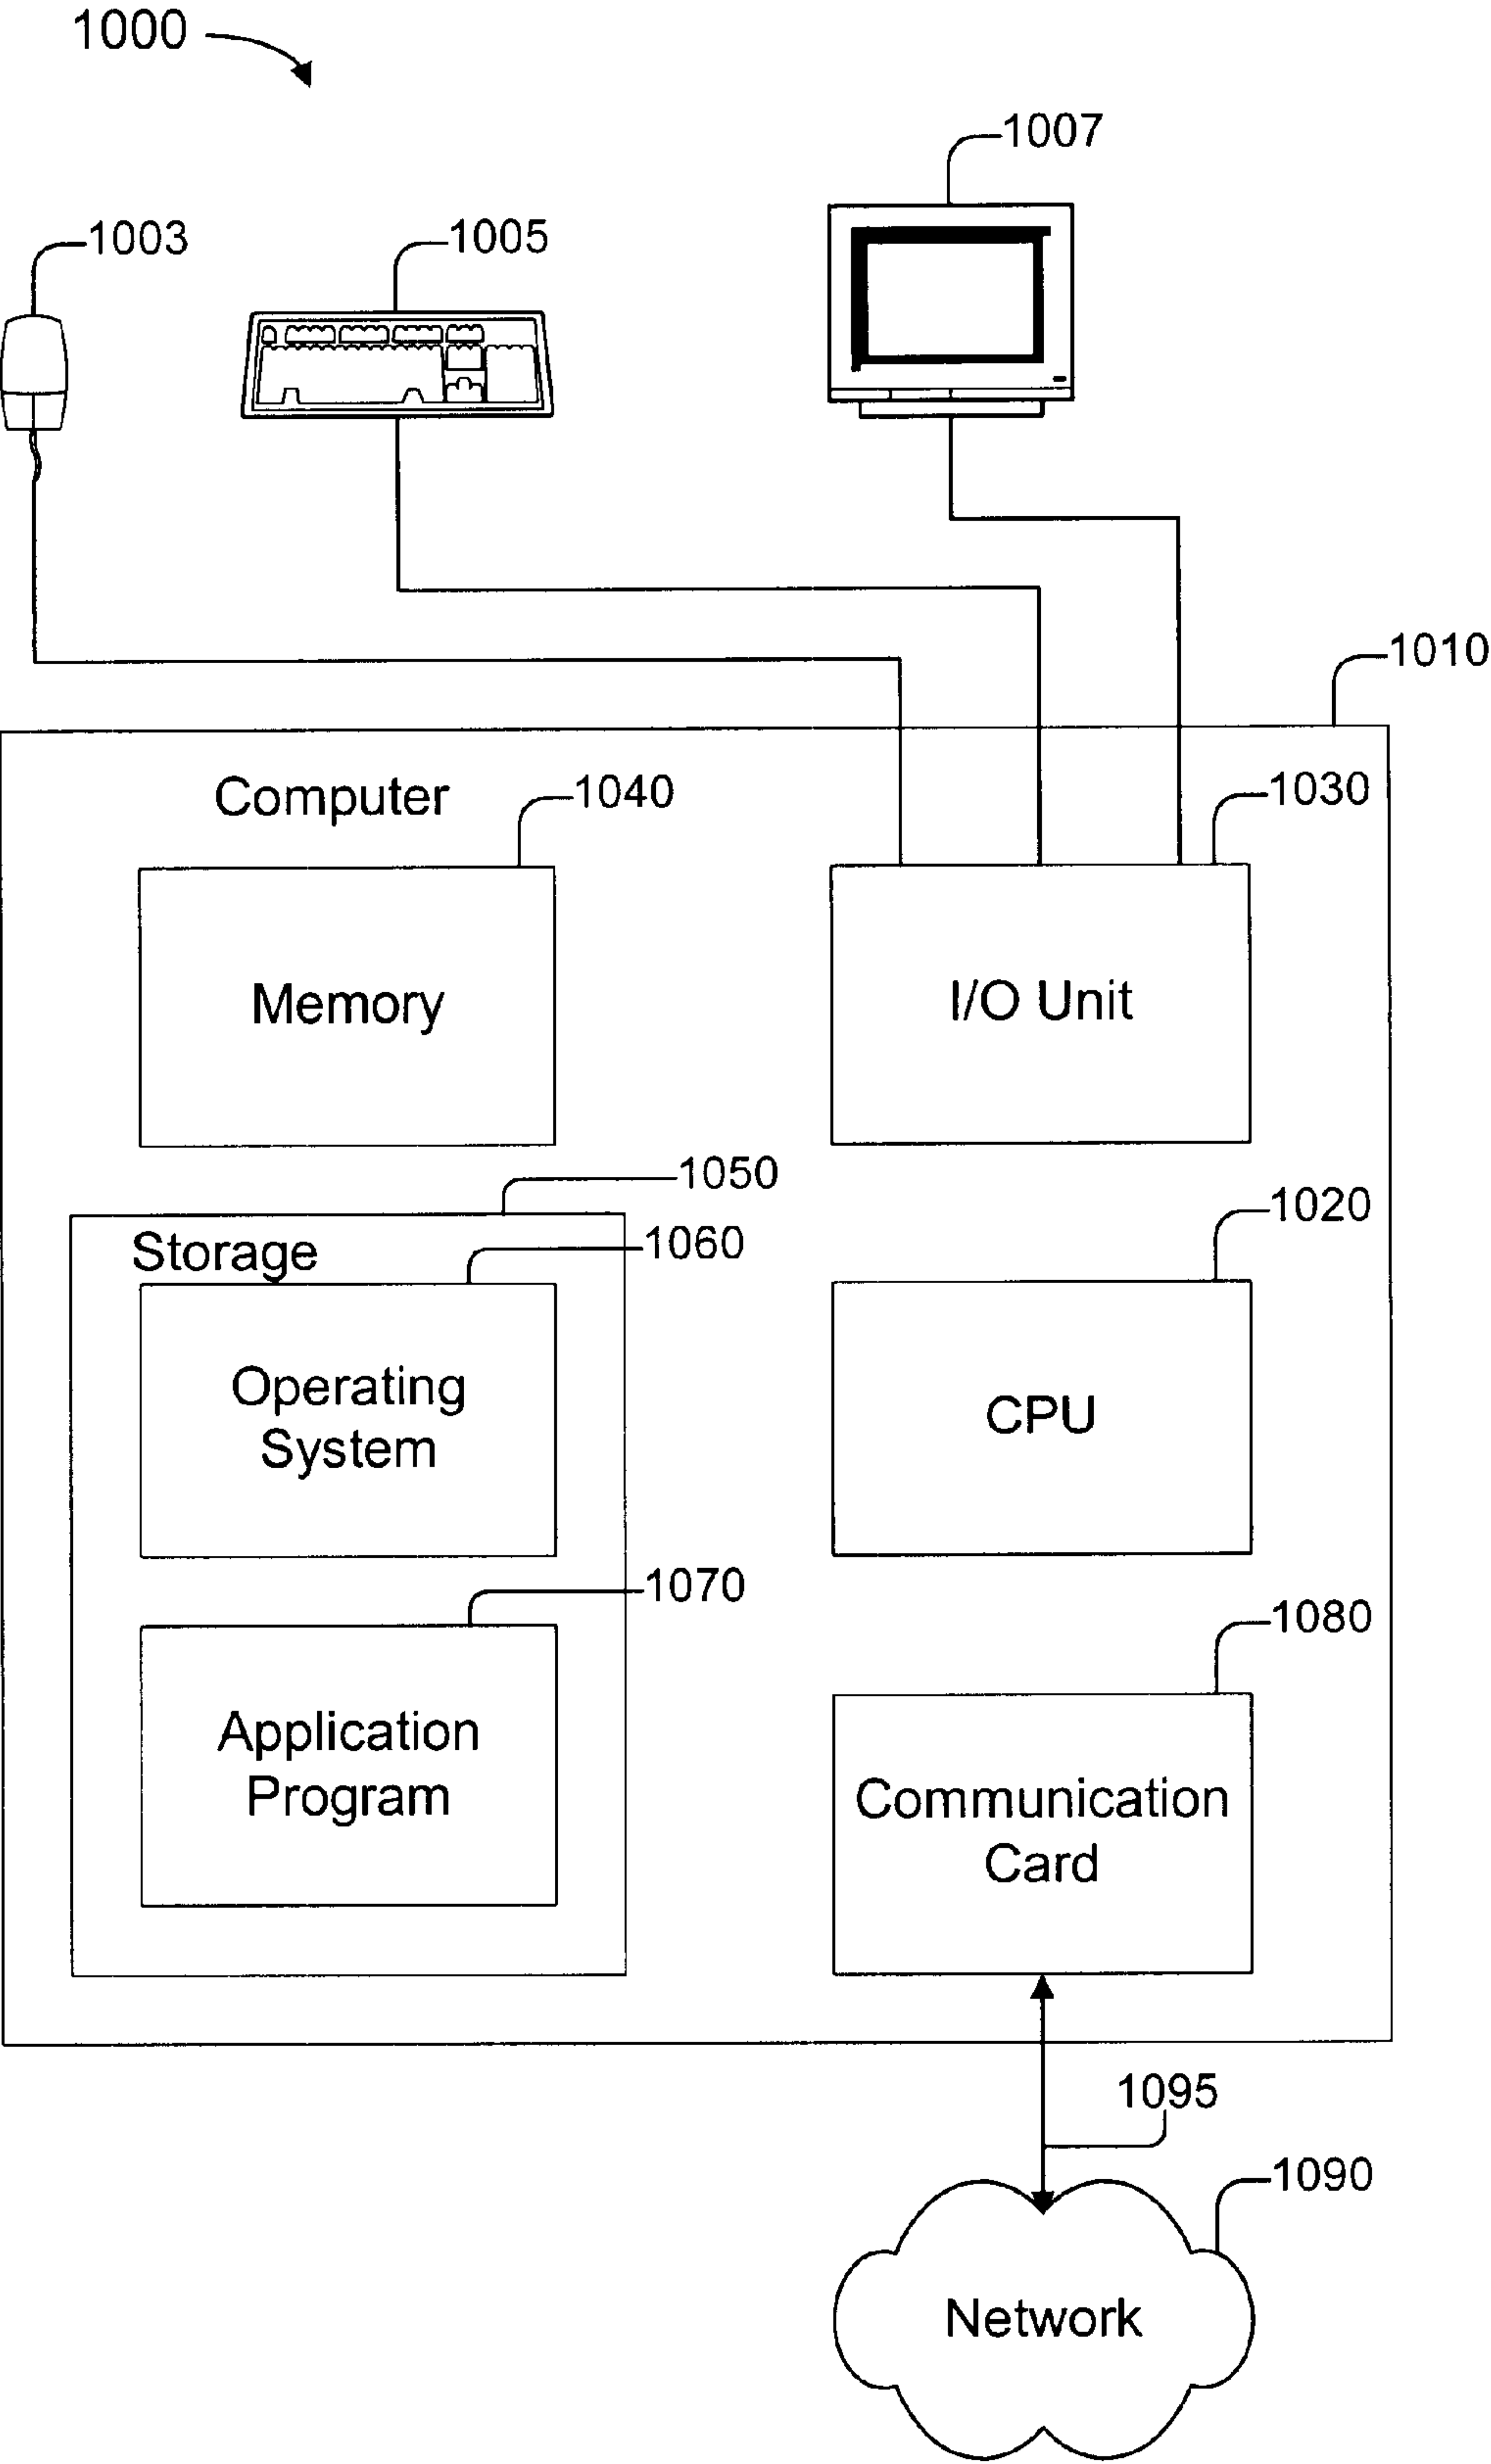 1000
1007
1003
1005
1010
Computer
1040
1030
Memory
I/O Unit
1050
1020
Storage
1060
Operating
System
CPU
1070
1080
Application
Program
Communication
Card
1095
1090
Network